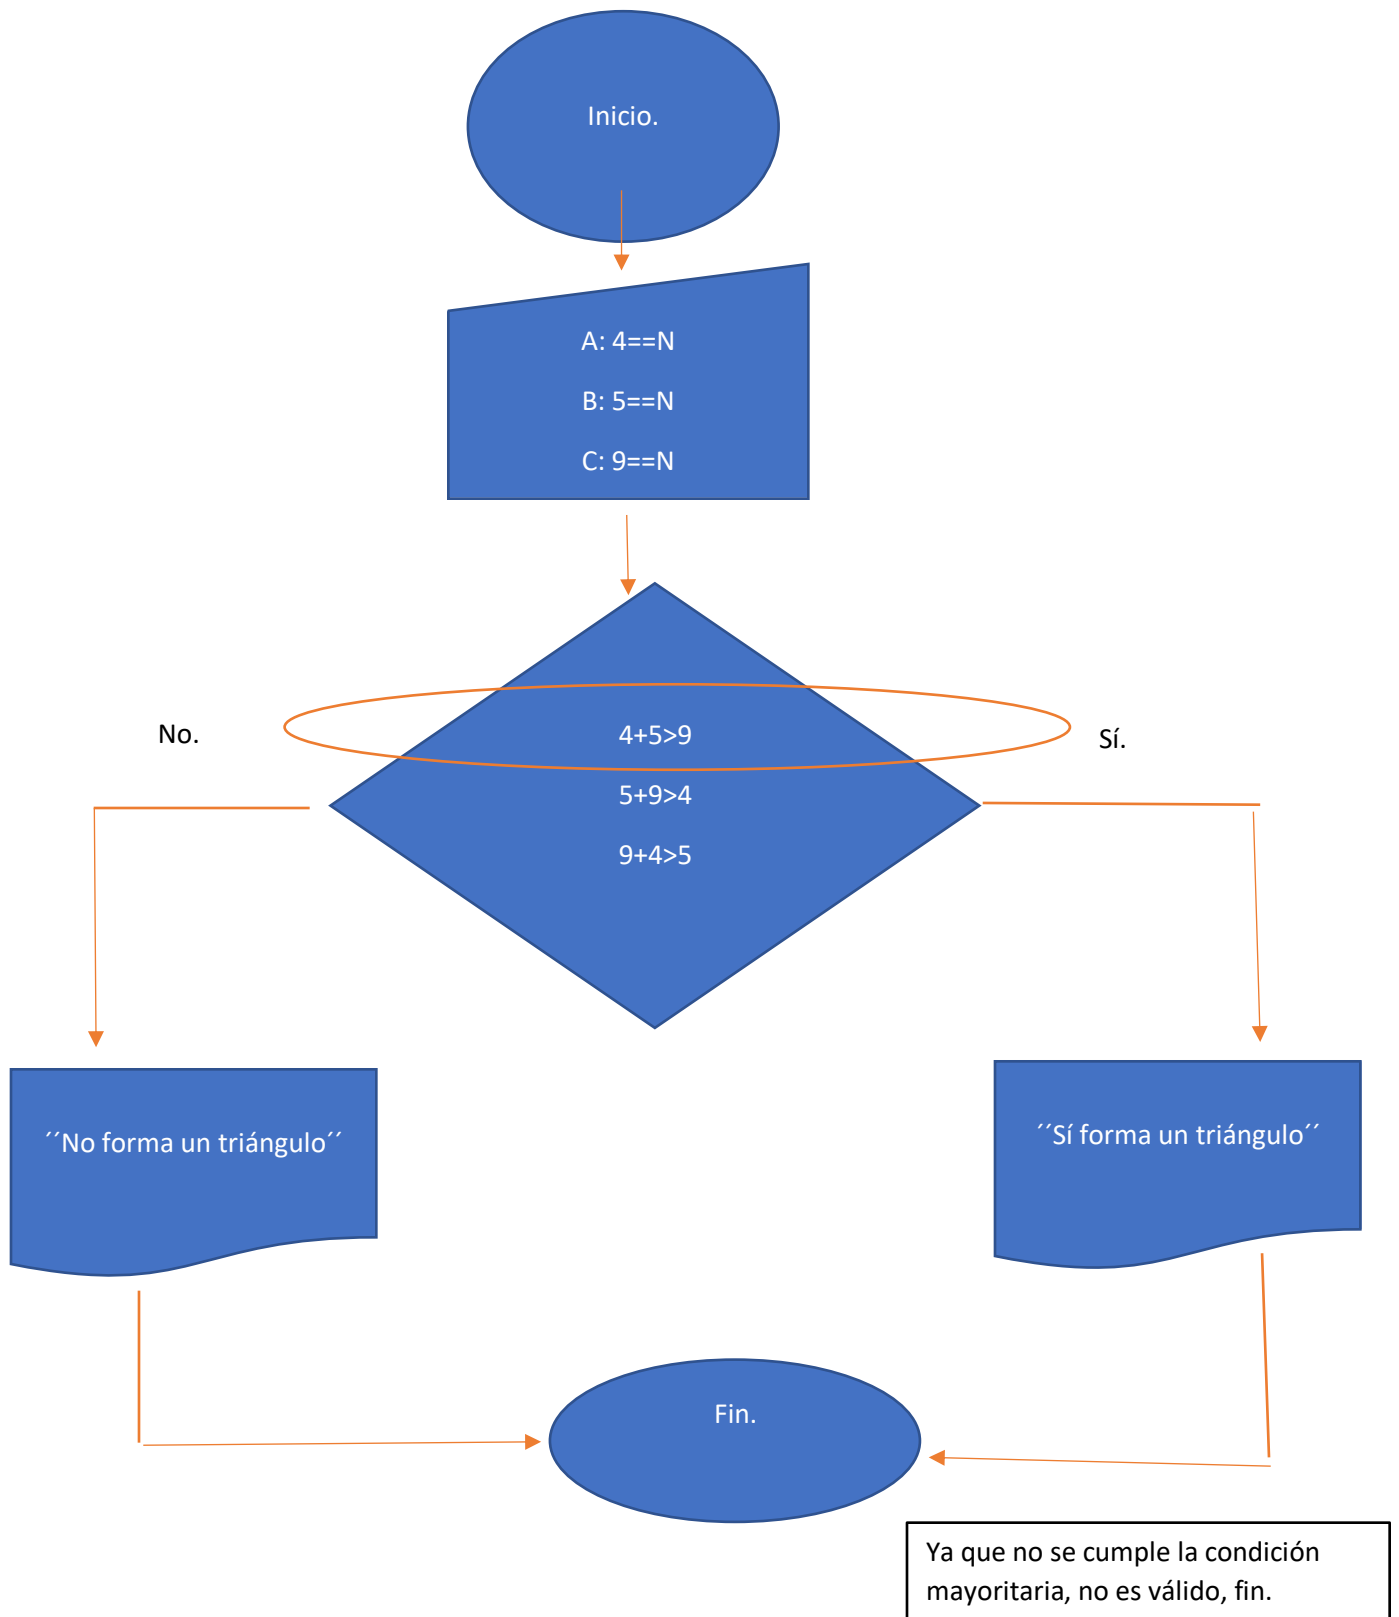 Inicio.
A: 4==N
B: 5==N
C: 9==N
No.
4+5>9
Sí.
5+9>4
9+4>5
´´No forma un triángulo´´
´´Sí forma un triángulo´´
Fin.
Ya que no se cumple la condición
mayoritaria, no es válido, fin.